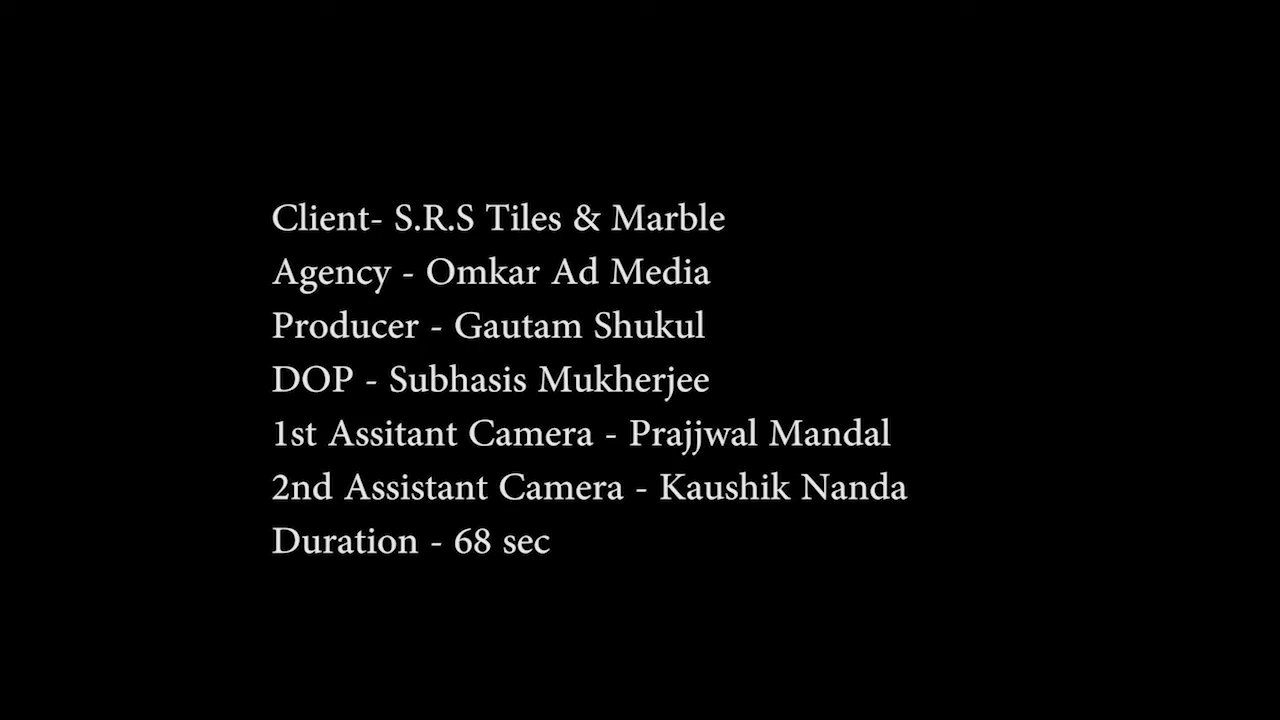 Client- S.R.S Tiles & Marble
Agency - Omkar Ad Media
Producer - Gautam Shukul
DOP - Subhasis Mukherjee
1st Assitant Camera - Prajjwal Mandal
2nd Assistant Camera - Kaushik Nanda
Duration - 68 sec